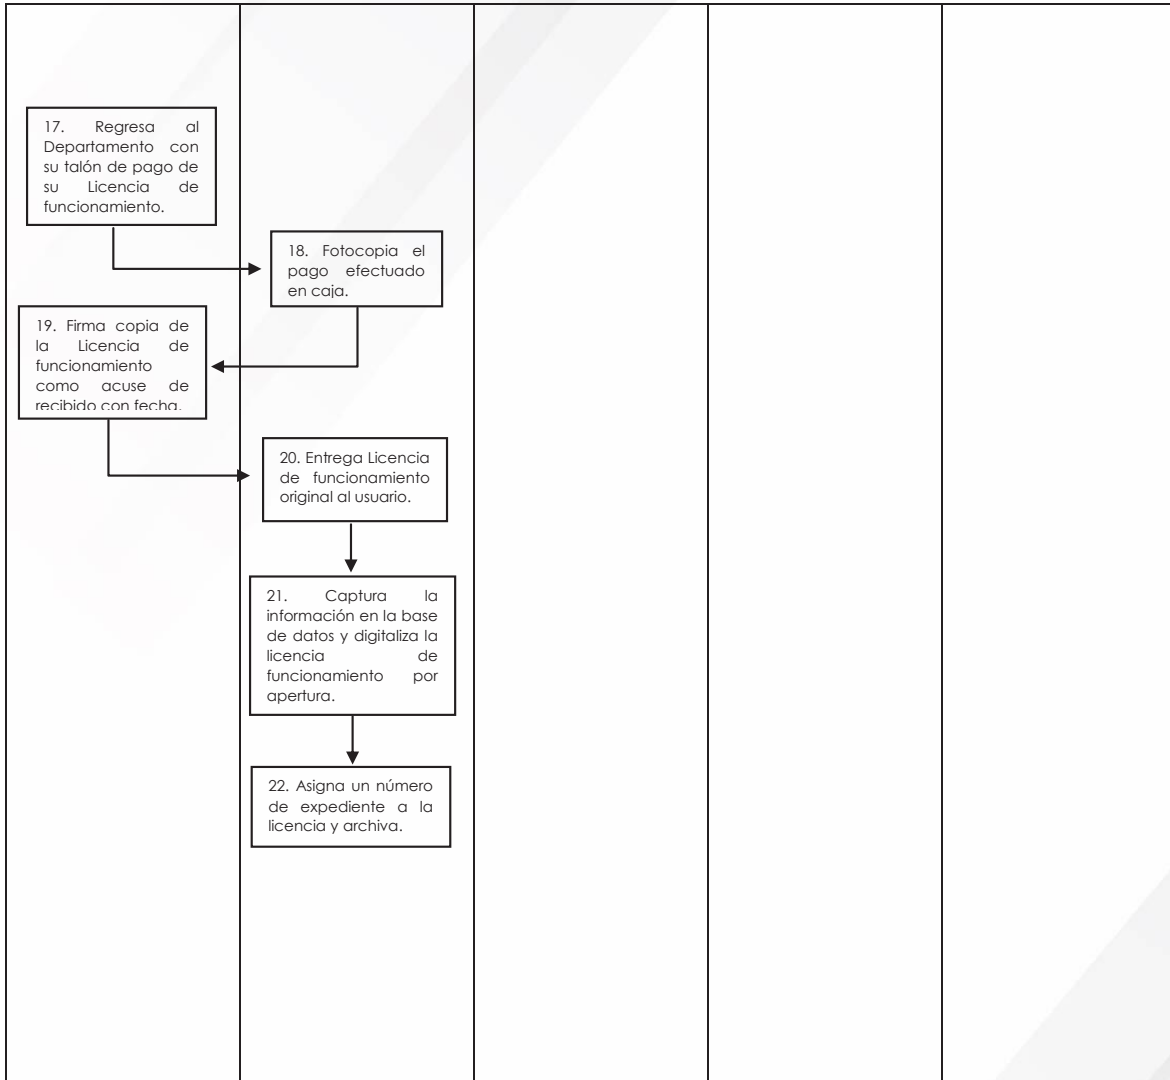 17. Regresa al
Departamento con
su talón de pago de
su Licencia de
funcionamiento.
18. Fotocopia el
pago efectuado
en caja.
19. Firma copia de
la Licencia de
funcionamiento
como acuse de
recibido con fecha.
20. Entrega Licencia
de funcionamiento
original al usuario.
21. Captura la
información en la base
de datos y digitaliza la
licencia de
funcionamiento por
apertura.
22. Asigna un número
de expediente a la
licencia y archiva.